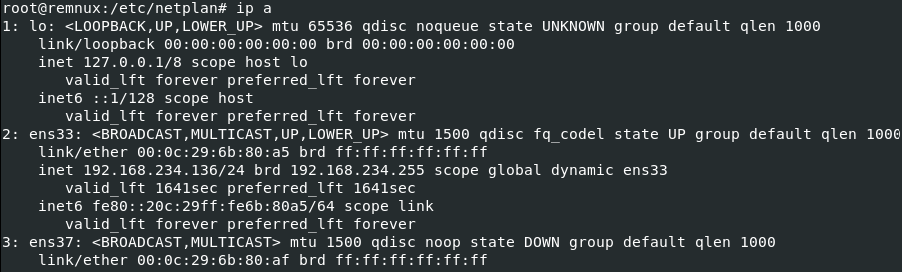 root@remnux:/etc/netplan# ip a
1: lo: <LOOPBACK,UP,LOWER_UP> mtu 65536 qdisc noqueue state UNKNOWN group default qlen 1000
    link/loopback 00:00:00:00:00:00 brd 00:00:00:00:00:00
    inet 127.0.0.1/8 scope host lo
       valid_lft forever preferred_lft forever
    inet6 ::1/128 scope host
       valid_lft forever preferred_lft forever
2: ens33: <BROADCAST,MULTICAST,UP,LOWER_UP> mtu 1500 qdisc fq_codel state UP group default qlen 1000
    link/ether 00:0c:29:6b:80:a5 brd ff:ff:ff:ff:ff:ff
    inet 192.168.234.136/24 brd 192.168.234.255 scope global dynamic ens33
       valid_lft 1641sec preferred_lft 1641sec
    inet6 fe80::20c:29ff:fe6b:80a5/64 scope link
       valid_lft forever preferred_lft forever
3: ens37: <BROADCAST,MULTICAST> mtu 1500 qdisc noop state DOWN group default qlen 1000
    link/ether 00:0c:29:6b:80:af brd ff:ff:ff:ff:ff:ff